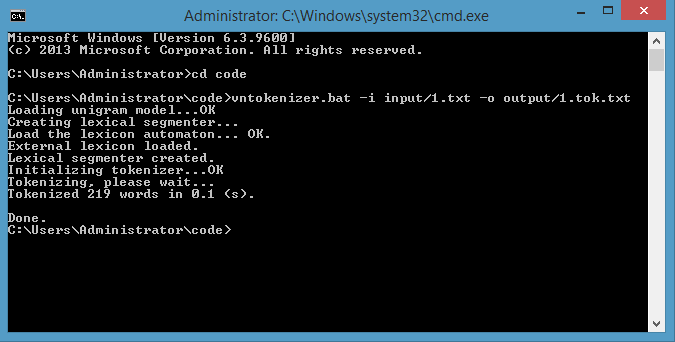 Administrator: C:\Windows\system32\cmd.exe
Microsoft Windows [Version 6.3.9600]
(c) 2013 Microsoft Corporation. All rights reserved.
C:\Users\Administrator>cd code
C:\Users\Administrator\code>vntokenizer.bat -i input/1.txt -o output/1.tok.txt
Loading unigram model...OK
Creating lexical segmenter...
Load the lexicon automaton... OK.
External lexicon loaded.
Lexical segmenter created.
Initializing tokenizer...OK
Tokenizing, please wait...
Tokenized 219 words in 0.1 (s).
Done.
C:\Users\Administrator\code>